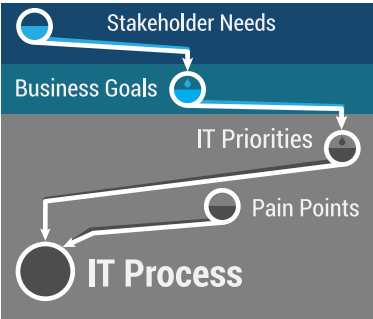 Stakeholder Needs
Business Goals
IT Priorities
Pain Points
IT Process